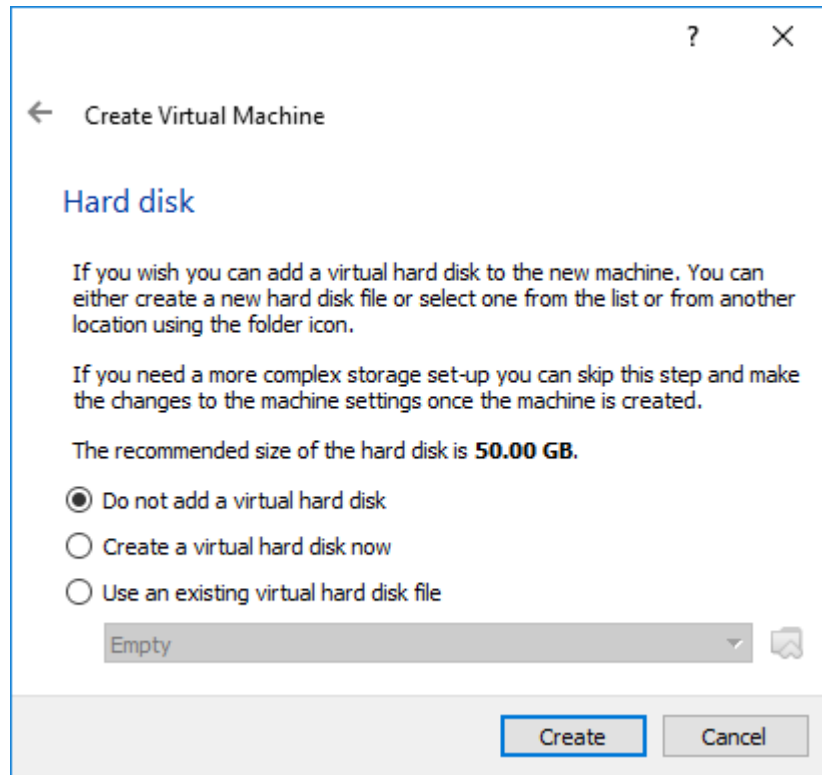 ?
Create Virtual Machine
Hard disk
If you wish you can add a virtual hard disk to the new machine. You can
either create a new hard disk file or select one from the list or from another
location using the folder icon.
If you need a more complex storage set-up you can skip this step and make
the changes to the machine settings once the machine is created.
The recommended size of the hard disk is 50.00 GB.
Do not add a virtual hard disk
Create a virtual hard disk now
Use an existing virtual hard disk file
Empty
Create Cancel